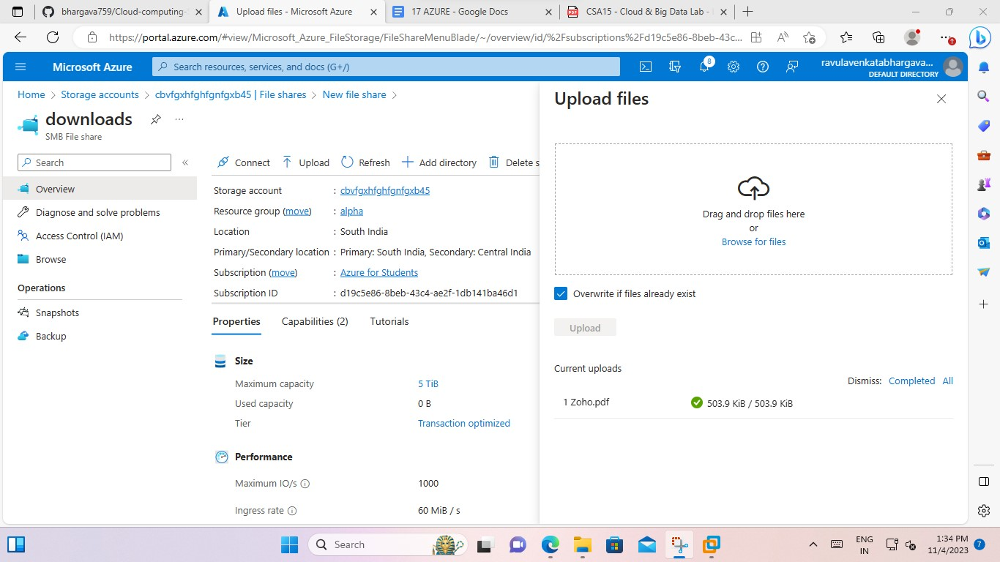 bhargava759/Cloud-computing-
Upload files - Microsoft Azure
17 AZURE - Google Docs
CSA15 - Cloud & Big Data Lab -
https://portal.azure.com/#view/Microsoft_Azure_FileStorage/FileShareMenuBlade/~/overview/id/%2Fsubscriptions%2Fd19c5e86-8beb-43c...
Microsoft Azure
Search resources, services, and docs (G+/)
8
ravulavenkatabhargava...
DEFAULT DIRECTORY
Home > Storage accounts > cbvfgxhfghfgnfgxb45 | File shares > New file share >
downloads
SMB File share
Search
Overview
Diagnose and solve problems
Access Control (IAM)
Browse
Operations
Snapshots
Backup
Connect Upload Refresh Add directory Delete s
Storage account : cbvfgxhfghfgnfgxb45
Resource group (move) : alpha
Location : South India
Primary/Secondary location : Primary: South India, Secondary: Central India
Subscription (move) : Azure for Students
Subscription ID : d19c5e86-8beb-43c4-ae2f-1db141ba46d1
Properties Capabilities (2) Tutorials
Size
Maximum capacity 5 TiB
Used capacity 0 B
Tier Transaction optimized
Performance
Maximum IO/s 1000
Ingress rate 60 MiB / s
Upload files
Drag and drop files here
or
Browse for files
Overwrite if files already exist
Upload
Current uploads
Dismiss: Completed All
1 Zoho.pdf 503.9 KiB / 503.9 KiB
Search
ENG
IN
1:34 PM
11/4/2023
7